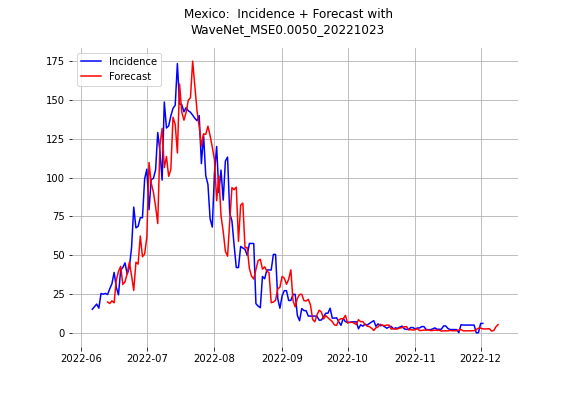 Mexico:  Incidence + Forecast with
WaveNet_MSE0.0050_20221023
Incidence
Forecast
175
150
125
100
75
50
25
0
2022-06 2022-07 2022-08 2022-09 2022-10 2022-11 2022-12